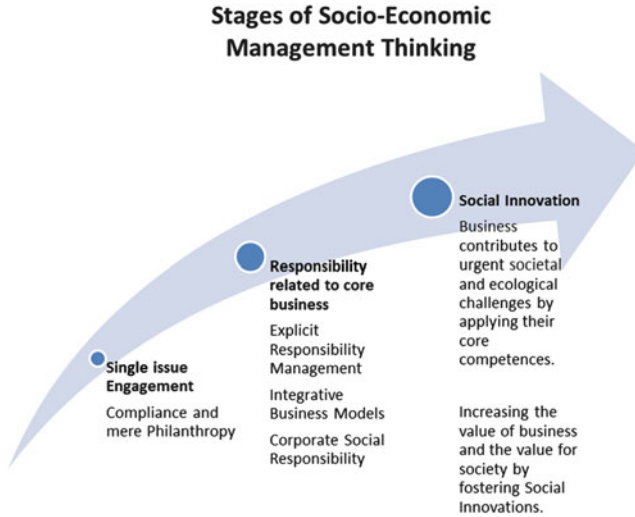 Stages of Socio-Economic
Management Thinking
Single issue
Engagement
Compliance and
mere Philanthropy
Responsibility
related to core
business
Explicit
Responsibility
Management
Integrative
Business Models
Corporate Social
Responsibility
Social Innovation
Business
contributes to
urgent societal
and ecological
challenges by
applying their
core
competences.
Increasing the
value of business
and the value for
society by
fostering Social
Innovations.